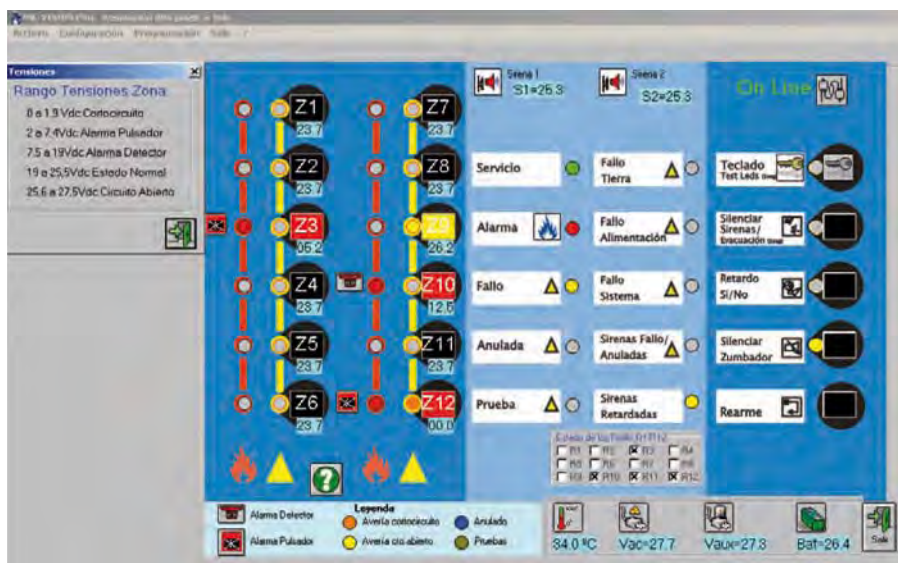 Archivo Configuración Programación Salir ?
Tensiones
Rango Tensiones Zona
0 a 1.9 Vdc Cortocircuito
2 a 7.4Vdc Alarma Pulsador
7.5 a 19Vdc Alarma Detector
19 a 25,5Vdc Estado Normal
25,6 a 27,5Vdc Circuito Abierto
Z1
23.7
Z2
23.7
Z3
05.2
Z4
23.7
Z5
23.7
Z6
23.7
Z7
23.7
Z8
23.7
Z9
26.2
Z10
12.5
Z11
23.7
Z12
00.0
Sirena 1
S1=25.3
Sirena 2
S2=25.3
On Line
Servicio
Alarma
Fallo
Anulada
Prueba
Fallo
Tierra
Fallo
Alimentación
Fallo
Sistema
Sirenas Fallo/
Anuladas
Sirenas
Retardadas
Teclado
Test Leds
Silenciar
Sirenas/
Evacuación
Retardo
Si/No
Silenciar
Zumbador
Rearme
R1 R2 R3 R4
R5 R6 R7 R8
R9 R10 R11 R12
Alarma Detector
Alarma Pulsador
Leyenda
Avería cortocircuito
Avería cto abierto
Anulado
Pruebas
34.0 ºC
Vac=27.7
Vaux=27.3
Bat=26.4
Salir